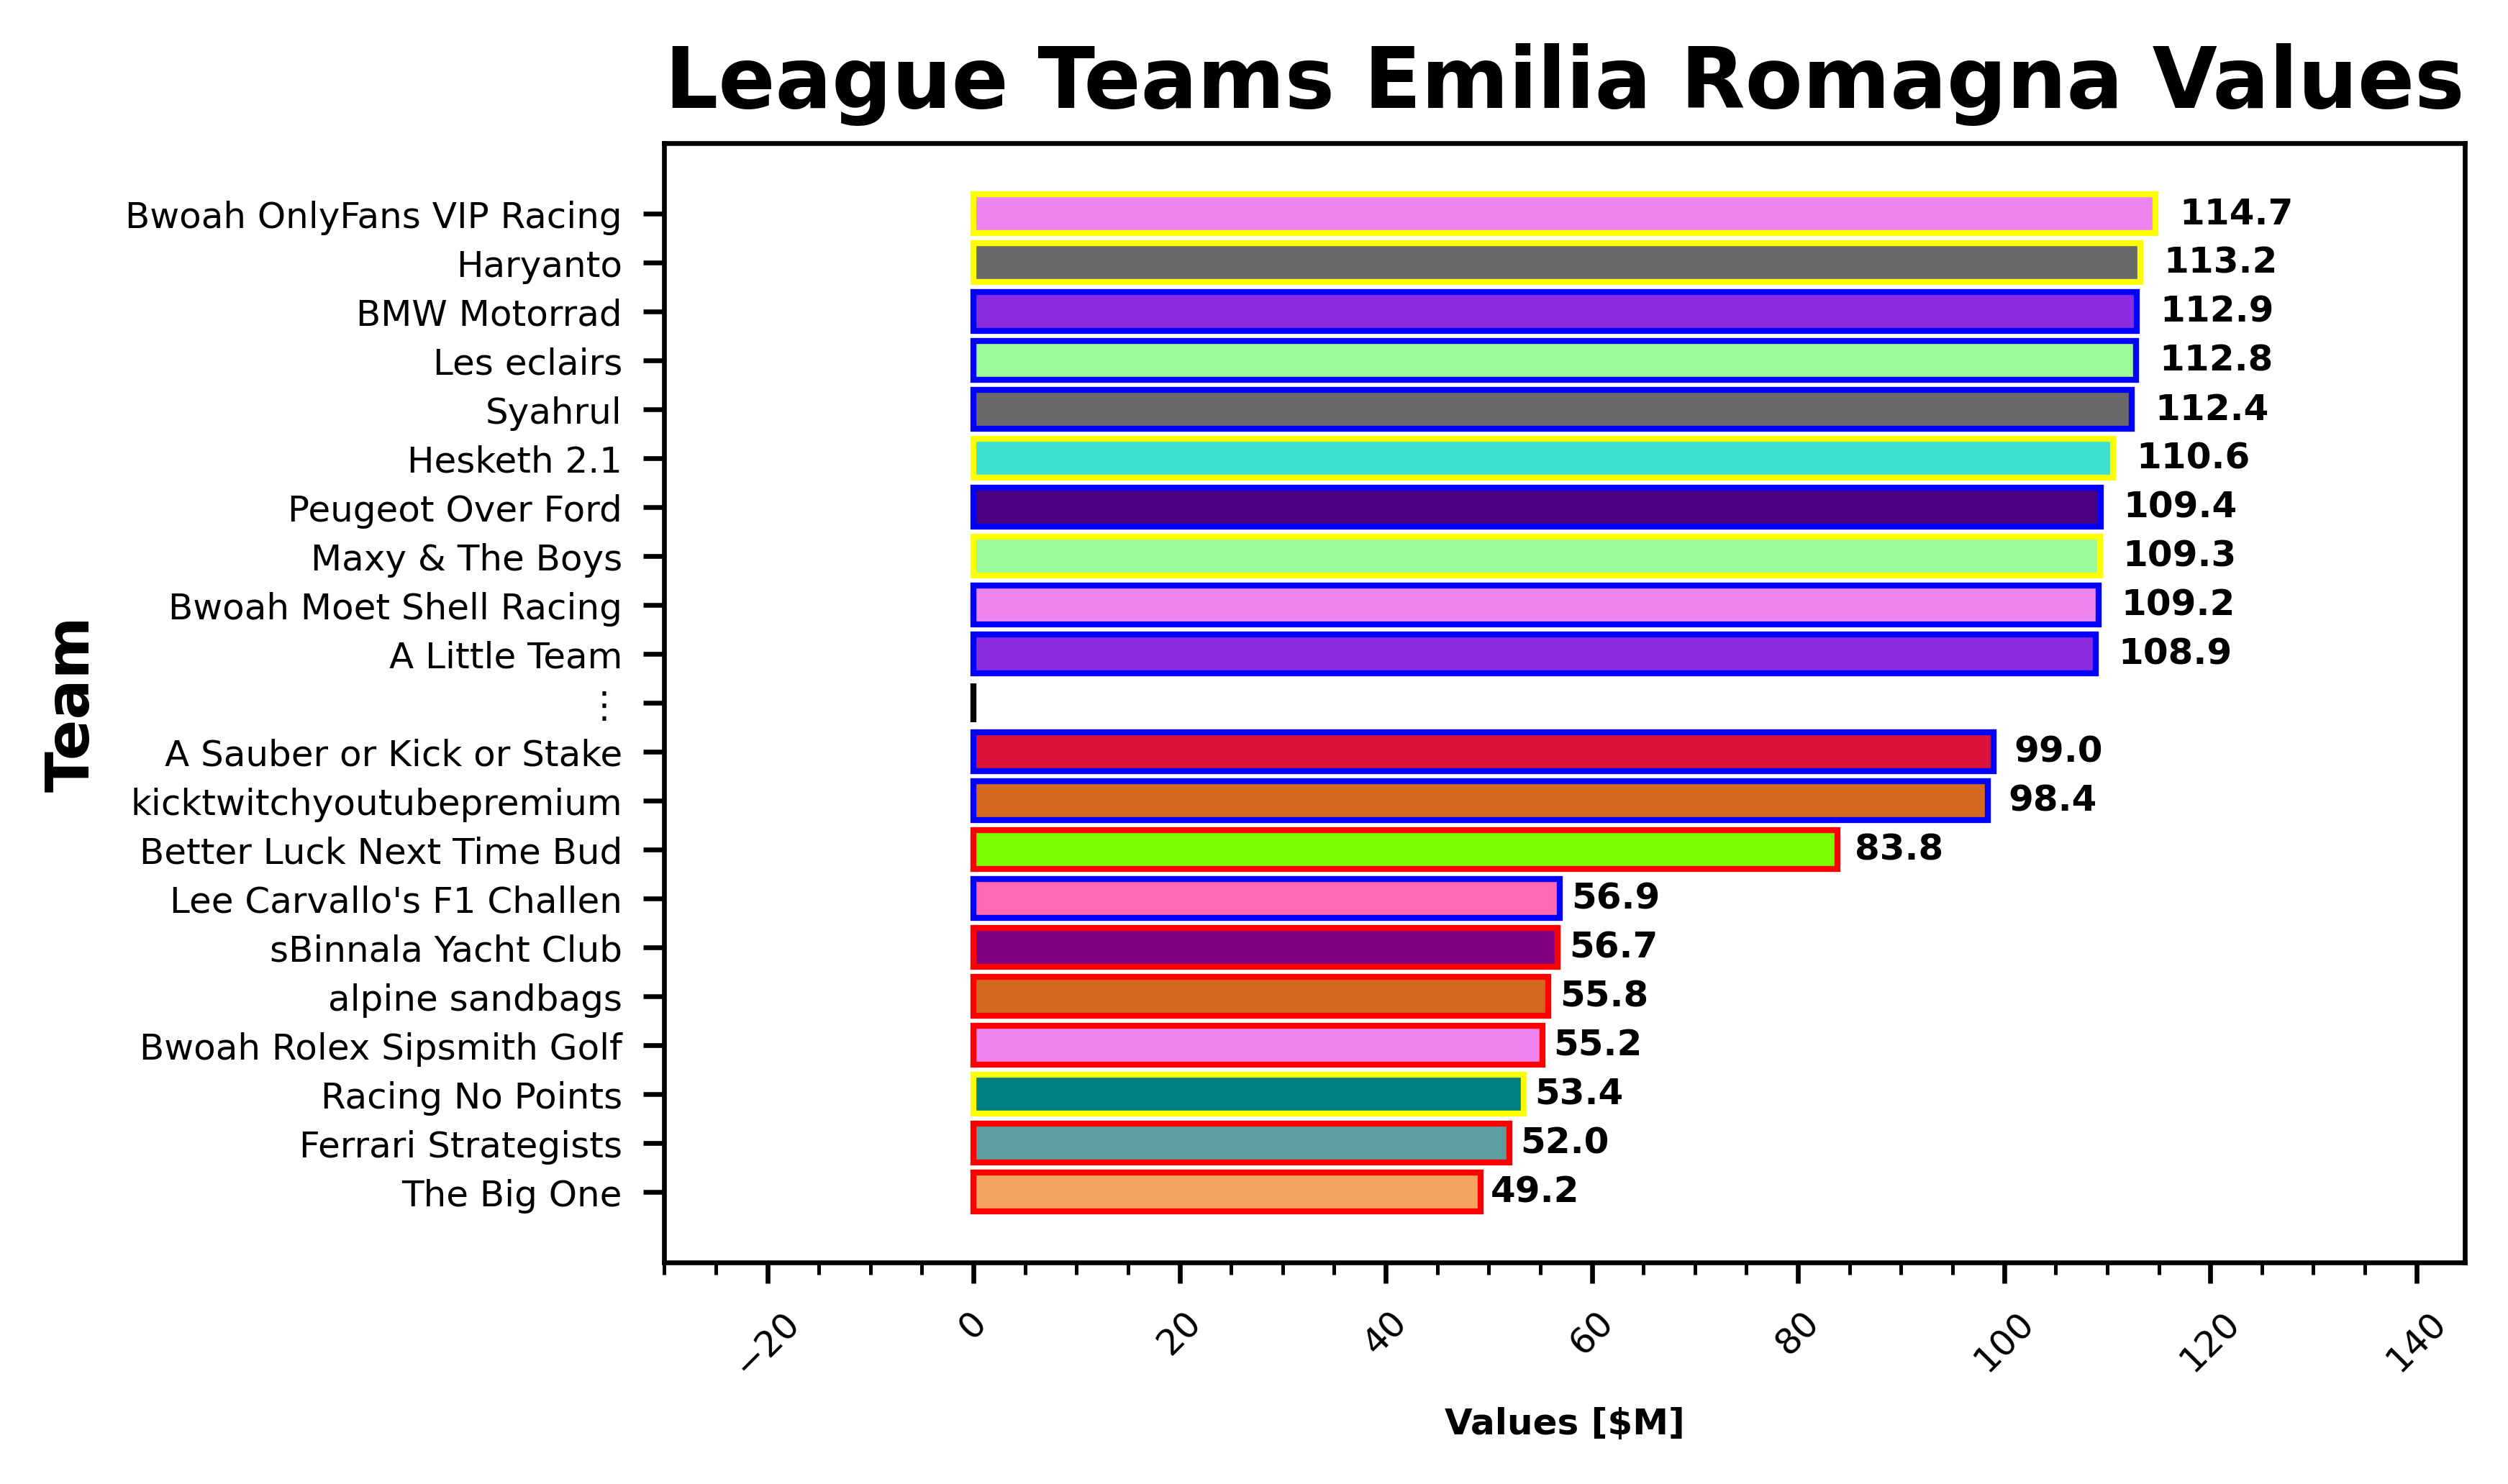 League Teams Emilia Romagna Values
Bwoah OnlyFans VIP Racing 114.7
Haryanto 113.2
BMW Motorrad 112.9
Les eclairs 112.8
Syahrul 112.4
Hesketh 2.1 110.6
Peugeot Over Ford 109.4
Maxy & The Boys 109.3
Bwoah Moet Shell Racing 109.2
A Little Team 108.9
⋮
A Sauber or Kick or Stake 99.0
kicktwitchyoutubepremium 98.4
Better Luck Next Time Bud 83.8
Lee Carvallo's F1 Challen 56.9
sBinnala Yacht Club 56.7
alpine sandbags 55.8
Bwoah Rolex Sipsmith Golf 55.2
Racing No Points 53.4
Ferrari Strategists 52.0
The Big One 49.2
Team
−20 0 20 40 60 80 100 120 140
Values [$M]